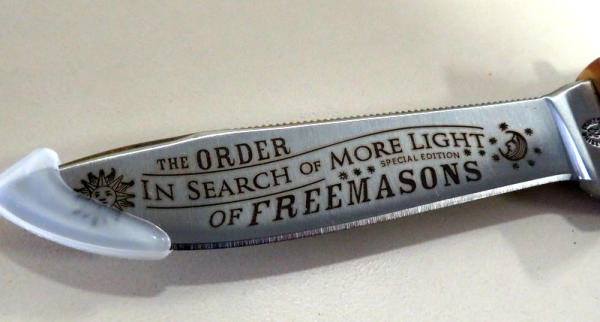 THE ORDER
IN SEARCH OF MORE LIGHT
SPECIAL EDITION
OF FREEMASONS